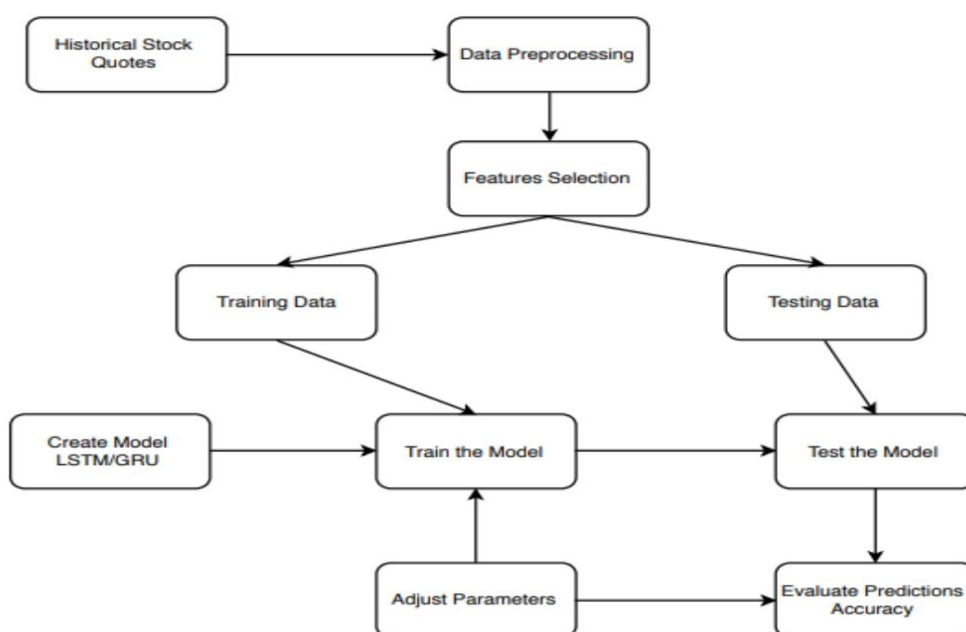 Historical Stock
Quotes
Data Preprocessing
Features Selection
Training Data
Testing Data
Create Model
LSTM/GRU
Train the Model
Test the Model
Adjust Parameters
Evaluate Predictions
Accuracy